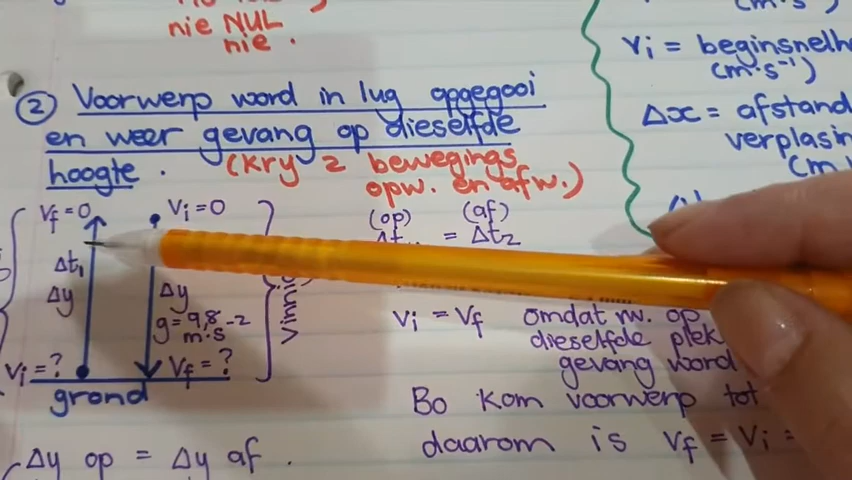 nie NUL
nie.
② Voorwerp word in lug opgegooi
en weer gevang op dieselfde
hoogte. (Kry 2 bewegings
opw. en afw.)
Vf = 0
Vi = 0
Δt₁
Δy
Δy
g = 9,8
m·s-2
Vi = ?
Vf = ?
grond
(op) (af)
= Δt₂
Vi = Vf omdat vw. op
dieselfde plek
gevang word
Bo kom voorwerp tot
daarom is Vf = Vi =
Δy op = Δy af.
(m·s⁻¹)
Vi = beginsnelh
(m·s⁻¹)
Δx = afstand
verplasin
(m)